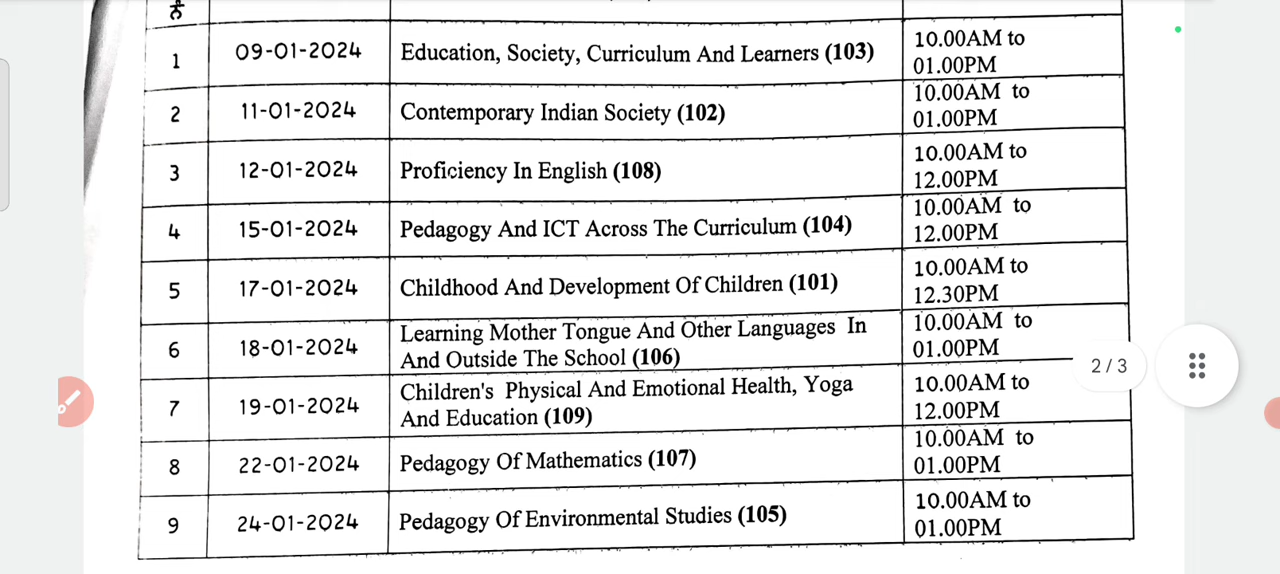 1 09-01-2024 Education, Society, Curriculum And Learners (103) 10.00AM to
01.00PM
2 11-01-2024 Contemporary Indian Society (102) 10.00AM to
01.00PM
3 12-01-2024 Proficiency In English (108) 10.00AM to
12.00PM
4 15-01-2024 Pedagogy And ICT Across The Curriculum (104) 10.00AM to
12.00PM
5 17-01-2024 Childhood And Development Of Children (101) 10.00AM to
12.30PM
6 18-01-2024 Learning Mother Tongue And Other Languages In 10.00AM to
And Outside The School (106) 01.00PM
2 / 3
7 19-01-2024 Children's Physical And Emotional Health, Yoga 10.00AM to
And Education (109) 12.00PM
8 22-01-2024 Pedagogy Of Mathematics (107) 10.00AM to
01.00PM
9 24-01-2024 Pedagogy Of Environmental Studies (105) 10.00AM to
01.00PM